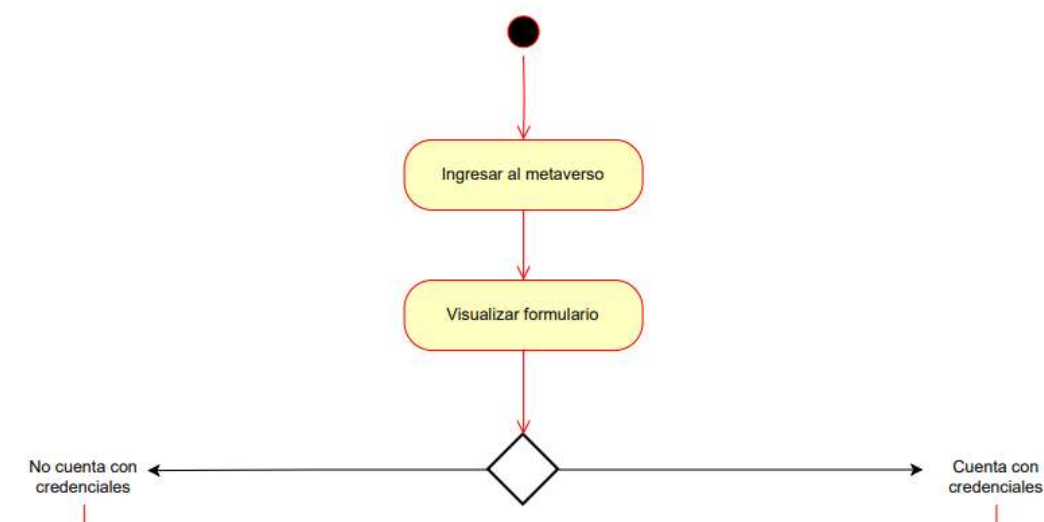 Ingresar al metaverso
Visualizar formulario
No cuenta con
credenciales
Cuenta con
credenciales